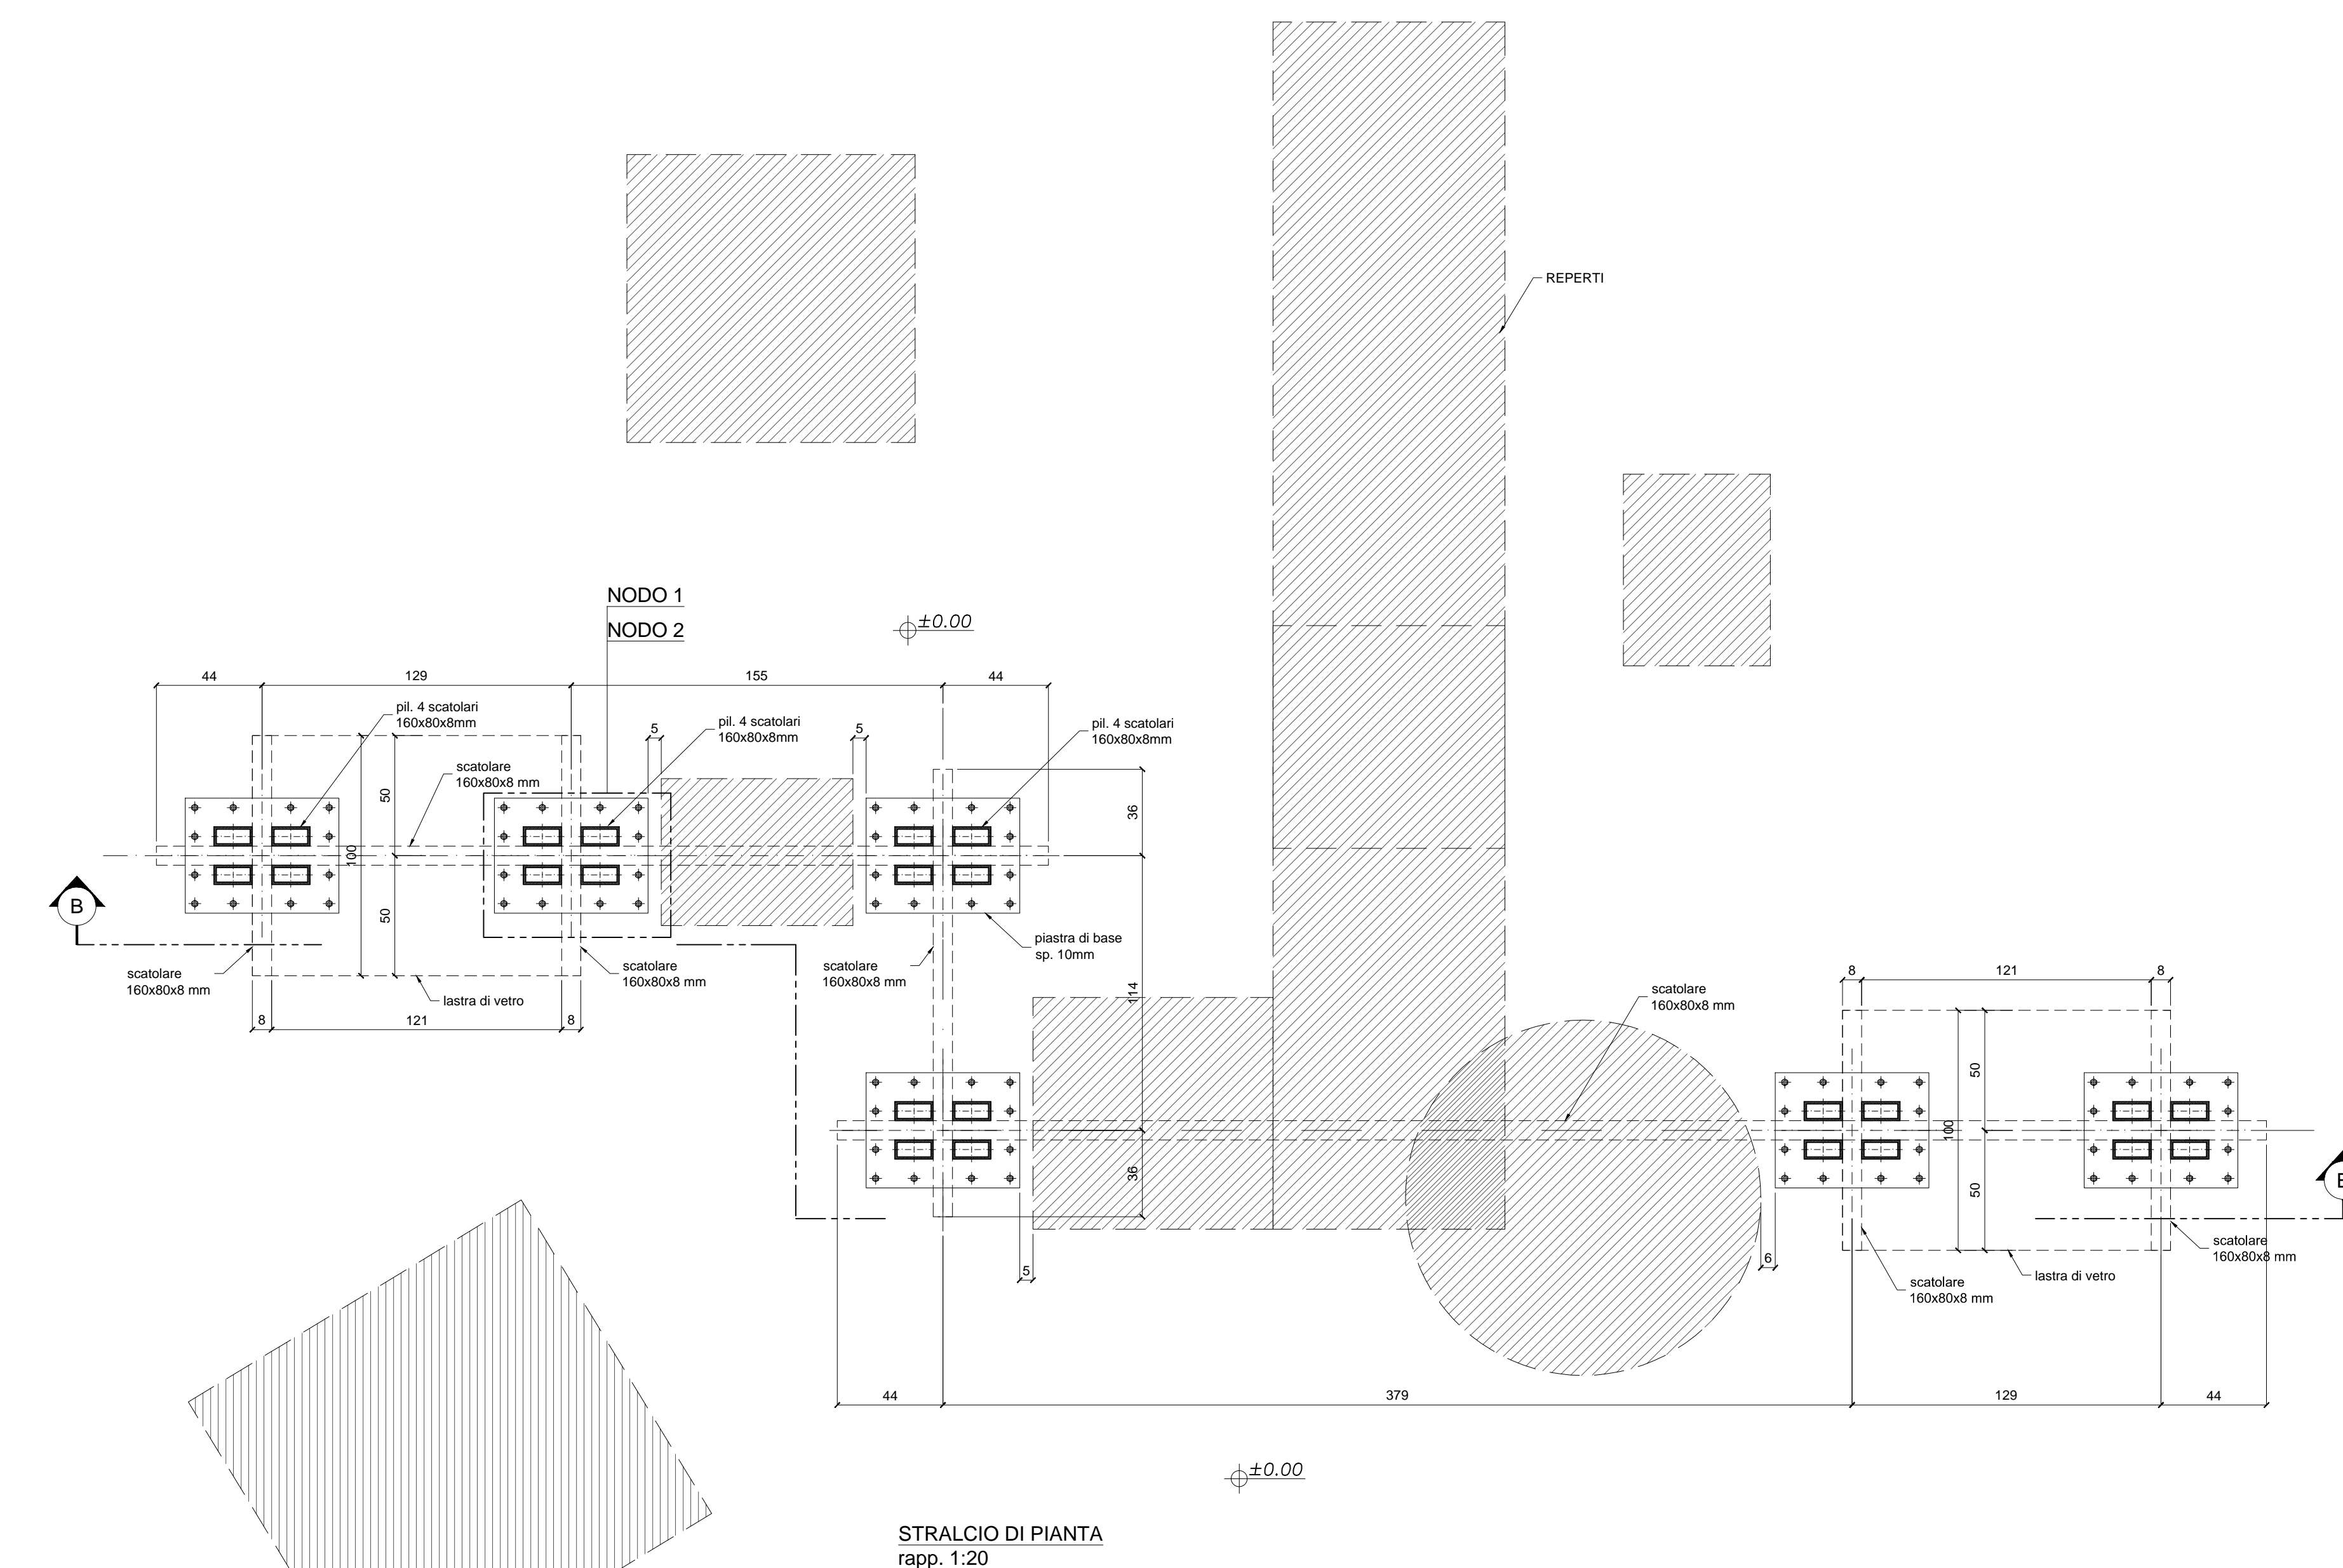 REPERTI
NODO 1
NODO 2
±0.00
44
129
155
44
pil. 4 scatolari
160x80x8mm
pil. 4 scatolari
160x80x8mm
pil. 4 scatolari
160x80x8mm
5
5
scatolare
160x80x8 mm
50
100
50
36
114
36
B
piastra di base
sp. 10mm
scatolare
160x80x8 mm
scatolare
160x80x8 mm
scatolare
160x80x8 mm
lastra di vetro
8
121
8
scatolare
160x80x8 mm
8
121
8
50
100
50
scatolare
160x80x8 mm
5
6
lastra di vetro
scatolare
160x80x8 mm
44
379
129
44
±0.00
STRALCIO DI PIANTA
rapp. 1:20